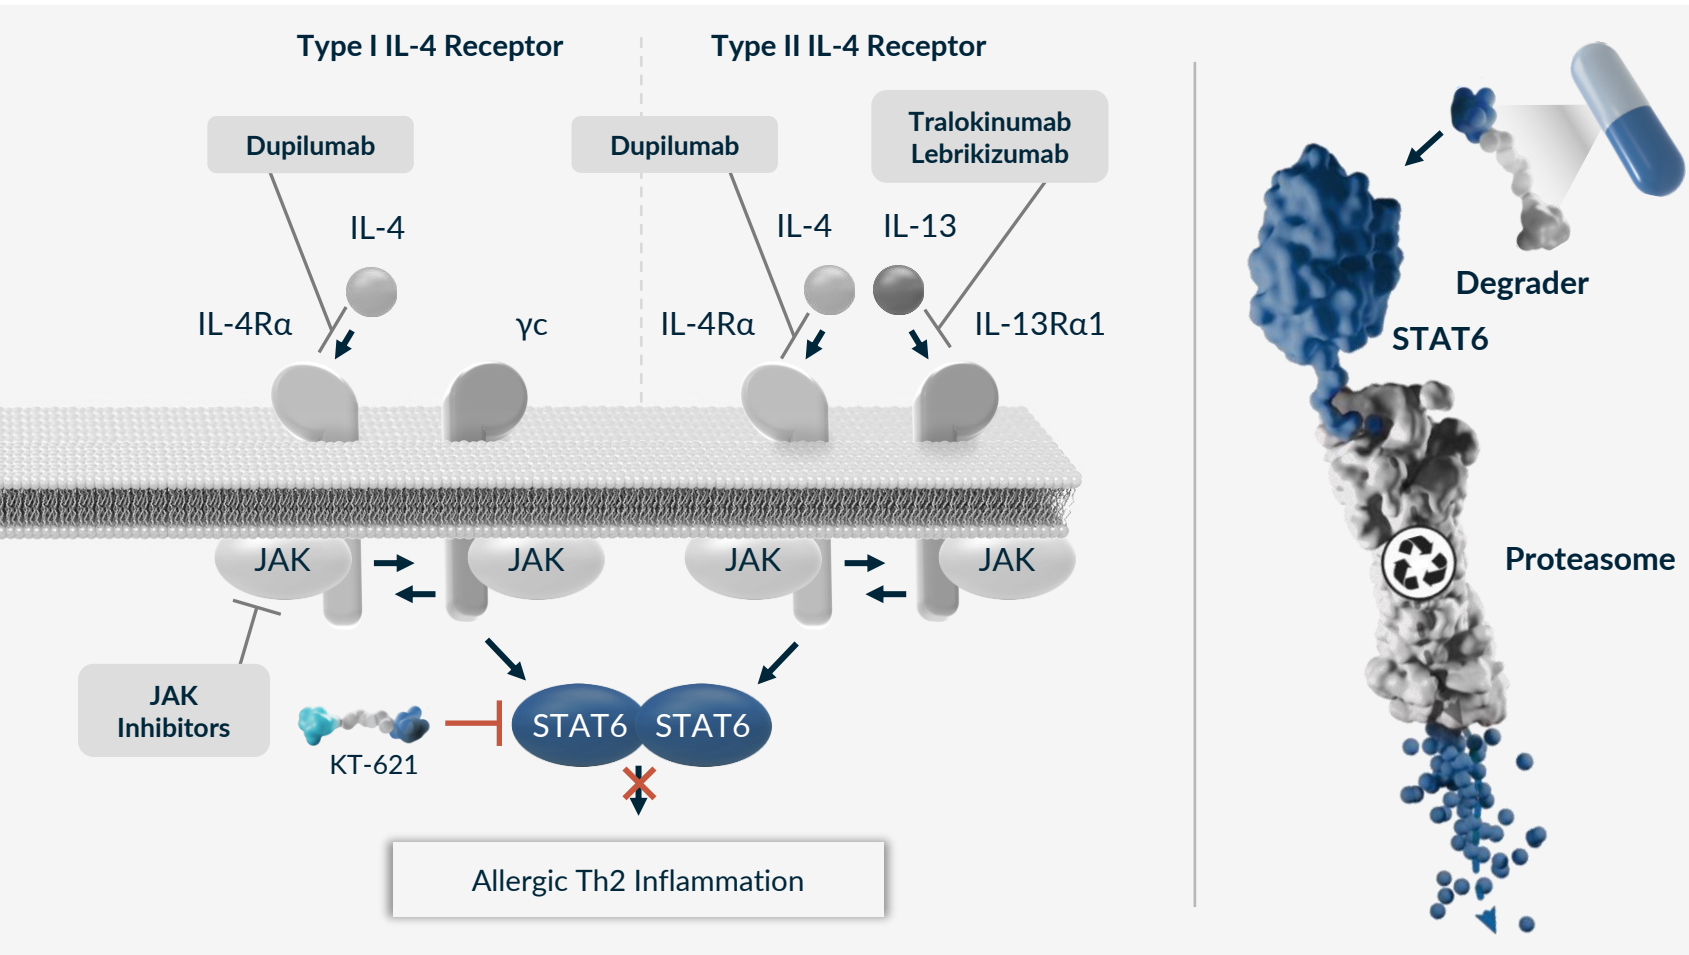 Type I IL-4 Receptor
Type II IL-4 Receptor
Dupilumab
Dupilumab
Tralokinumab
Lebrikizumab
IL-4
IL-4
IL-13
IL-4Rα
γc
IL-4Rα
IL-13Rα1
JAK
JAK
JAK
JAK
JAK
Inhibitors
KT-621
STAT6
STAT6
Allergic Th2 Inflammation
Degrader
STAT6
Proteasome